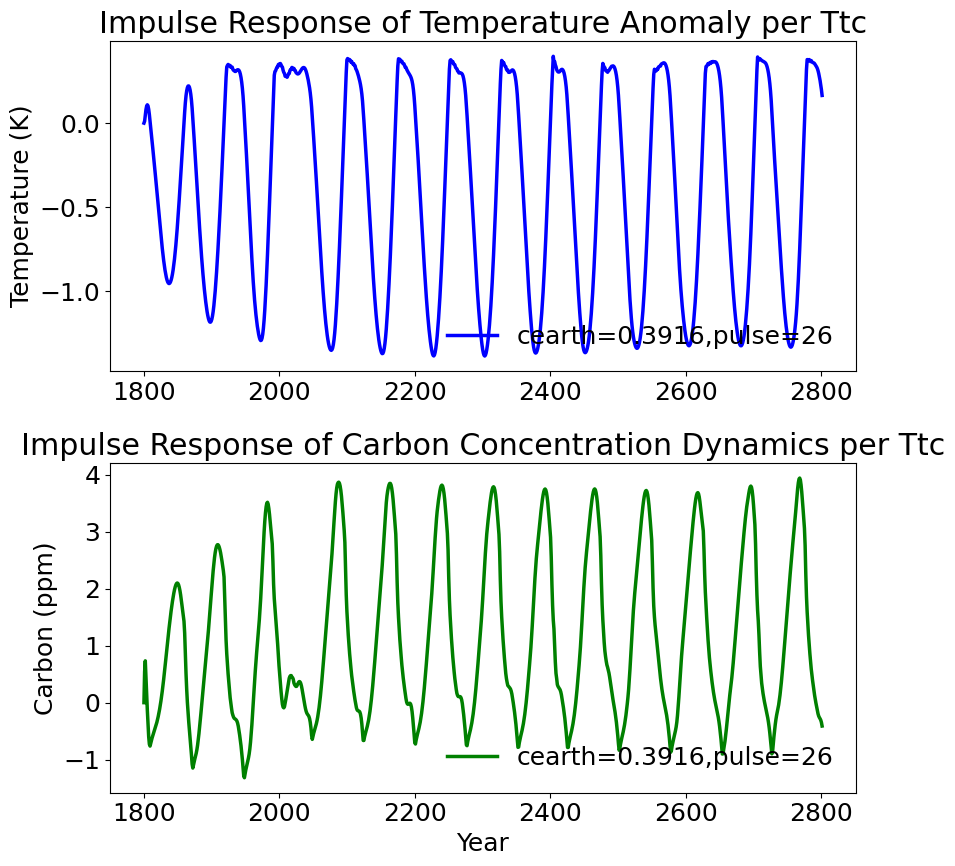 Impulse Response of Temperature Anomaly per Ttc
Temperature (K)
0.0
−0.5
−1.0
cearth=0.3916,pulse=26
1800 2000 2200 2400 2600 2800
Impulse Response of Carbon Concentration Dynamics per Ttc
Carbon (ppm)
4
3
2
1
0
−1
cearth=0.3916,pulse=26
1800 2000 2200 2400 2600 2800
Year